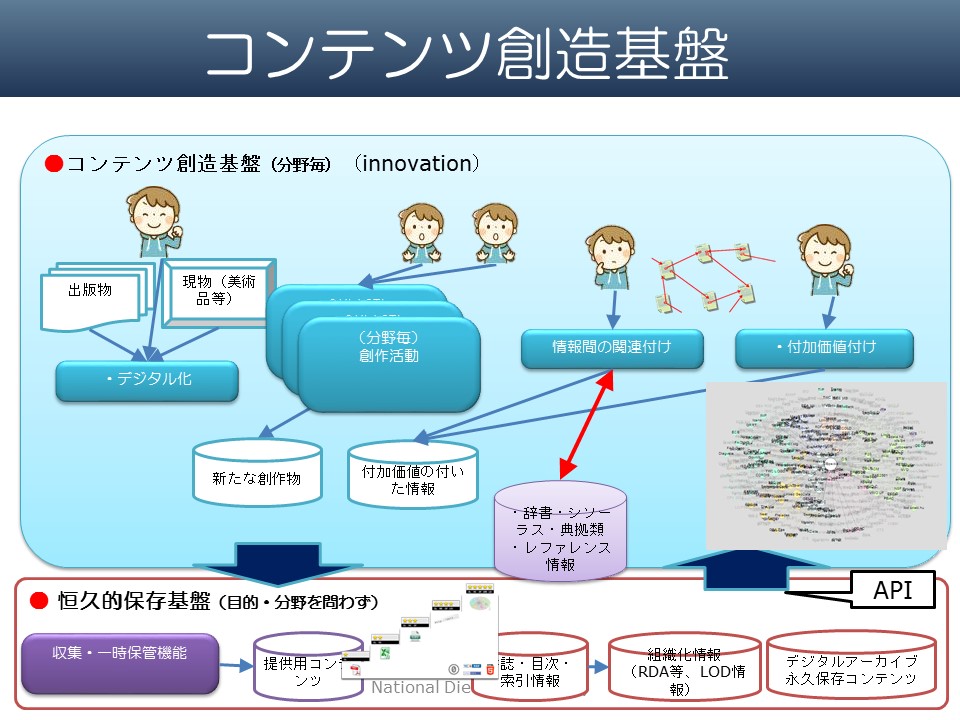 コンテンツ創造基盤
●コンテンツ創造基盤（分野毎）（innovation）
出版物
現物（美術
品等）
・デジタル化
（分野毎）
創作活動
情報間の関連付け
・付加価値付け
新たな創作物
付加価値の付い
た情報
・辞書・シソー
ラス・典拠類
・レファレンス
情報
API
● 恒久的保存基盤（目的・分野を問わず）
収集・一時保管機能
提供用コンテ
ンツ
誌・目次・
索引情報
組織化情報
（RDA等、LOD情
報）
デジタルアーカイブ
永久保存コンテンツ
National Die